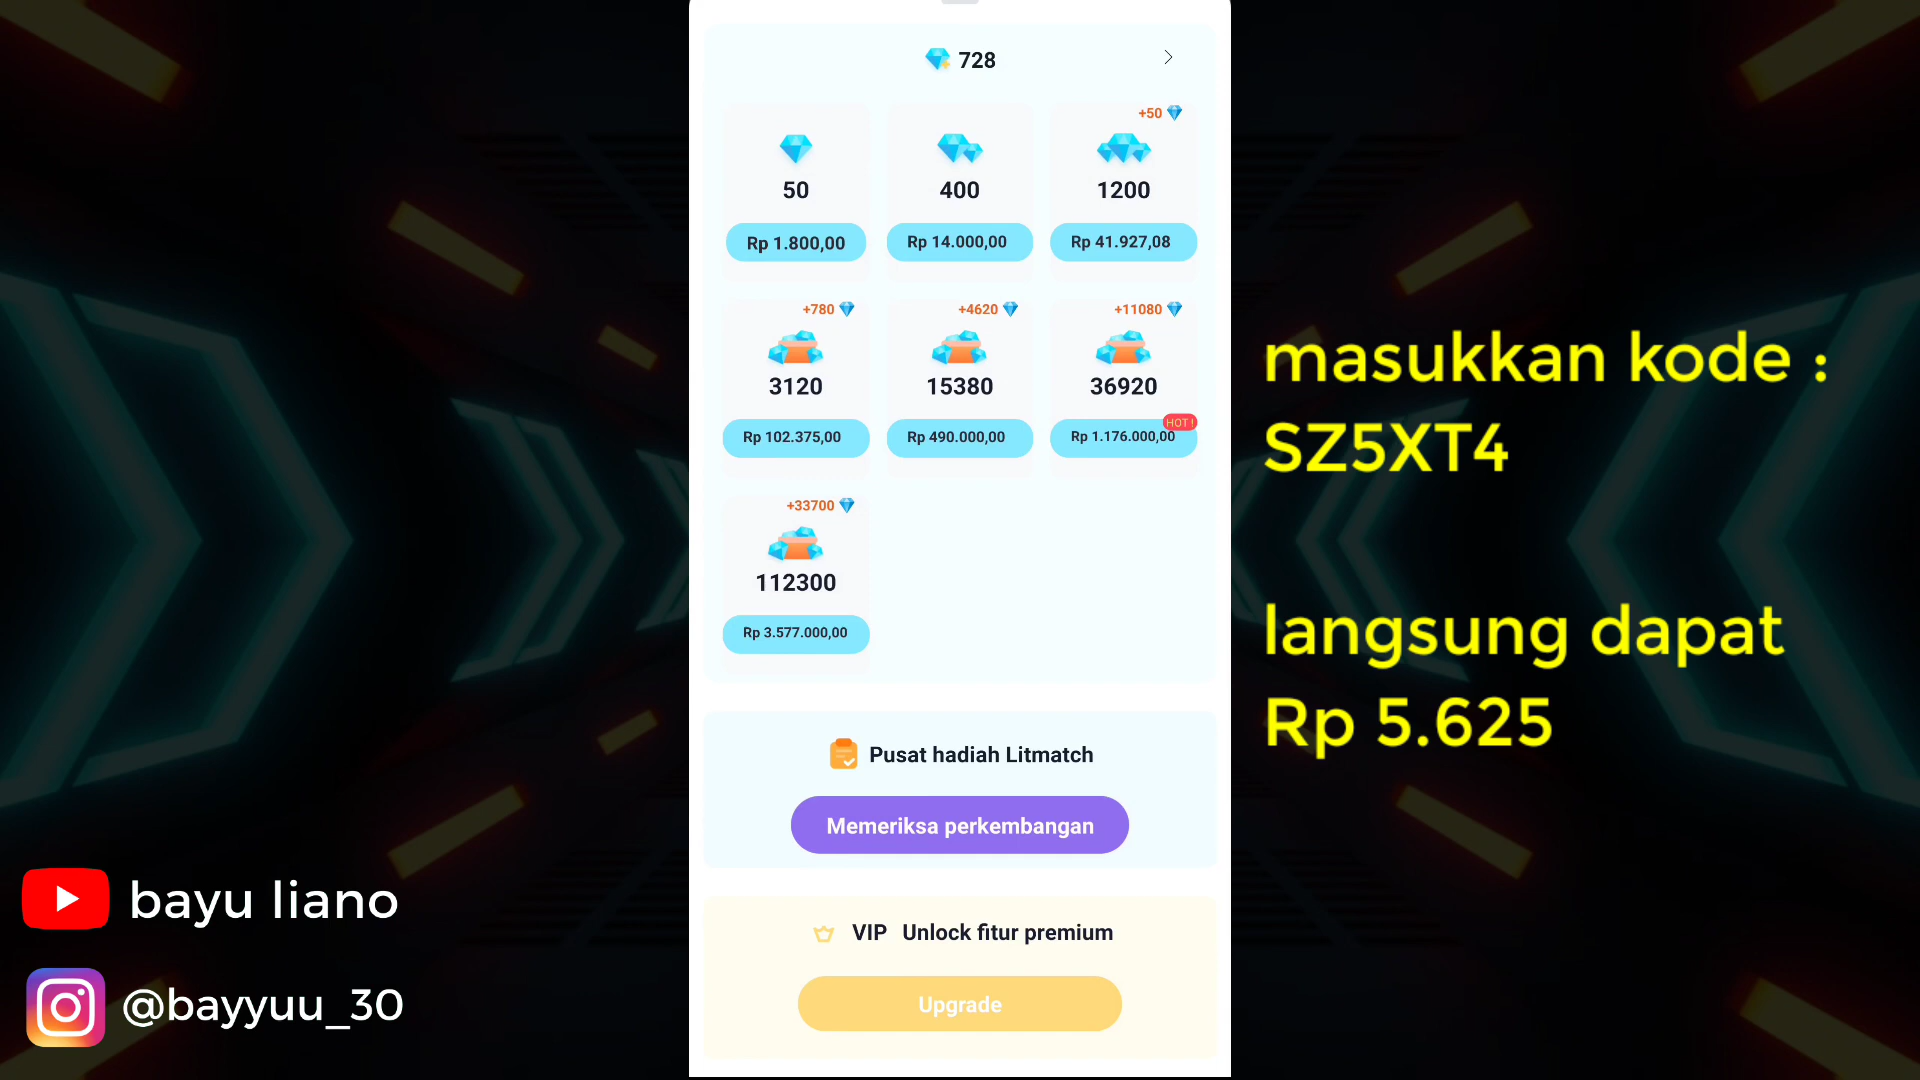 728
50
Rp 1.800,00
400
Rp 14.000,00
+50
1200
Rp 41.927,08
+780
3120
Rp 102.375,00
+4620
15380
Rp 490.000,00
+11080
36920
HOT !
Rp 1.176.000,00
+33700
112300
Rp 3.577.000,00
Pusat hadiah Litmatch
Memeriksa perkembangan
VIP Unlock fitur premium
Upgrade
masukkan kode :
SZ5XT4
langsung dapat
Rp 5.625
bayu liano
@bayyuu_30